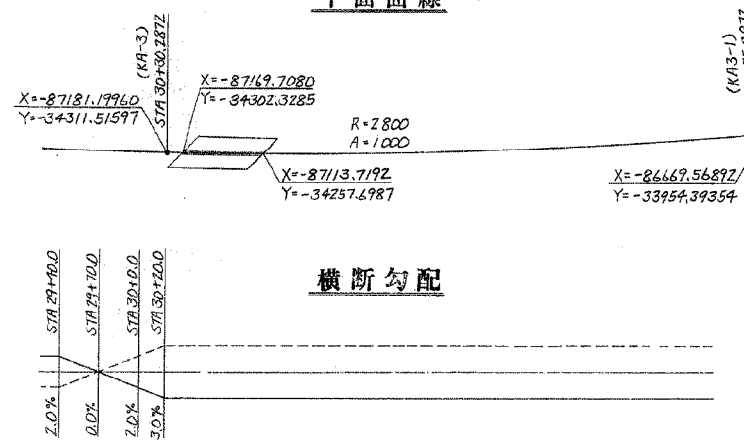 平面曲線
(KA-3)
STA 30+30.2872
X=-87181.19960
Y=-34311.51597
X=-87169.7080
Y=-34302.3285
R=2800
A=1000
X=-87113.7192
Y=-34257.6987
(KA3-1)
X=-86669.56892
Y=-33954.39354
横断勾配
STA 29+40.0
STA 29+70.0
STA 30+0.0
STA 30+20.0
2.0%
0.0%
2.0%
3.0%